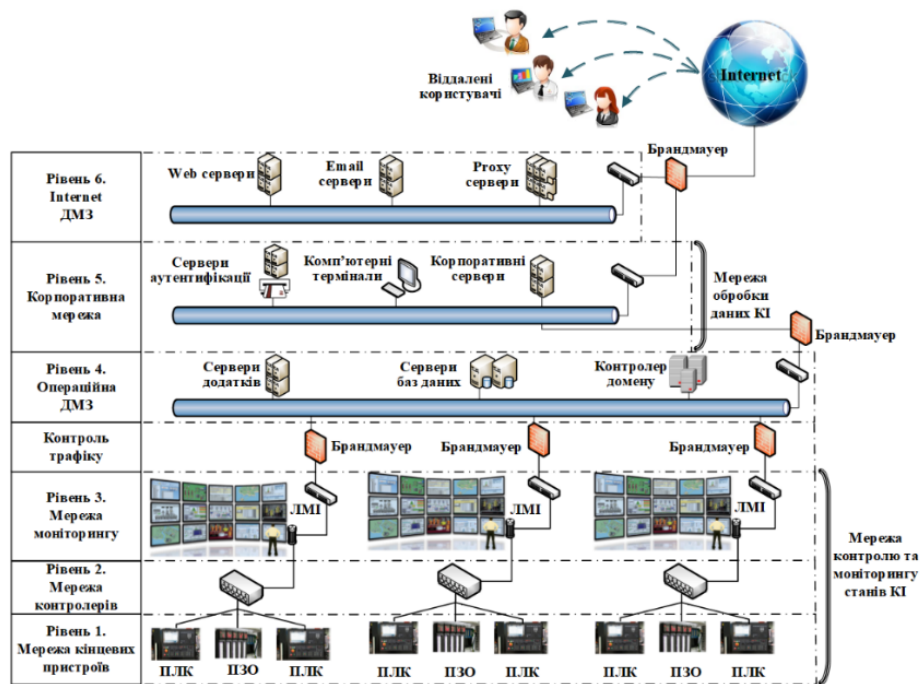 Віддалені
користувачі
Internet
Брандмауер
Рівень 6.
Internet
ДМЗ
Web сервери
Email
сервери
Proxy
сервери
Рівень 5.
Корпоративна
мережа
Сервери
аутентифікації
Комп’ютерні
термінали
Корпоративні
сервери
Мережа
обробки
даних КІ
Брандмауер
Рівень 4.
Операційна
ДМЗ
Сервери
додатків
Сервери
баз даних
Контролер
домену
Контроль
трафіку
Брандмауер
Брандмауер
Брандмауер
Рівень 3.
Мережа
моніторингу
ЛМІ
ЛМІ
ЛМІ
Мережа
контролю та
моніторингу
станів КІ
Рівень 2.
Мережа
контролерів
Рівень 1.
Мережа кінцевих
пристроїв
ПЛК ПЗО ПЛК
ПЛК ПЗО ПЛК
ПЛК ПЗО ПЛК